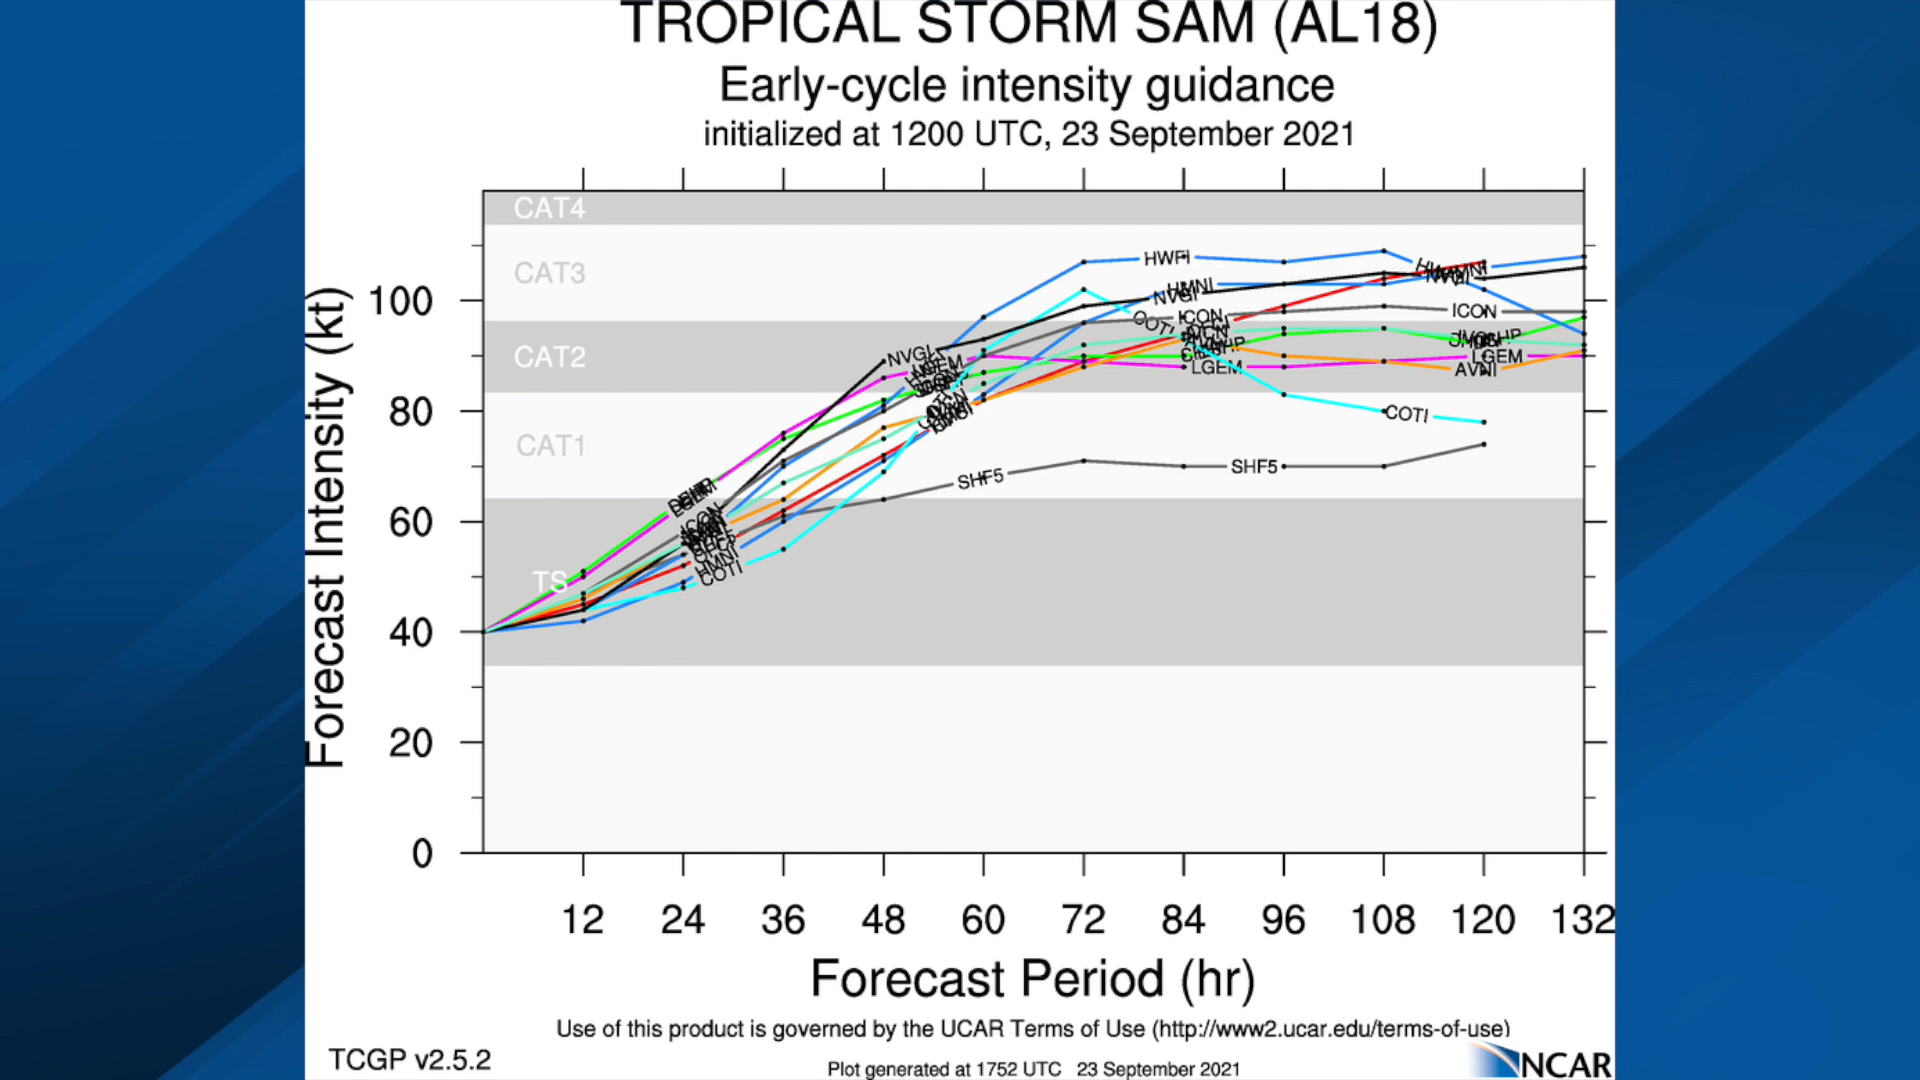 TROPICAL STORM SAM (AL18)
Early-cycle intensity guidance
initialized at 1200 UTC, 23 September 2021
CAT4
CAT3
CAT2
CAT1
TS
Forecast Intensity (kt)
100
80
60
40
20
0
HWFI
HMNI
NVGI
ICON
COTI
NVGI
LGEM
LGEM
AVNI
COTI
SHF5
SHF5
ICON
HMNI
COTI
12 24 36 48 60 72 84 96 108 120 132
Forecast Period (hr)
Use of this product is governed by the UCAR Terms of Use (http://www2.ucar.edu/terms-of-use)
TCGP v2.5.2
Plot generated at 1752 UTC 23 September 2021
NCAR